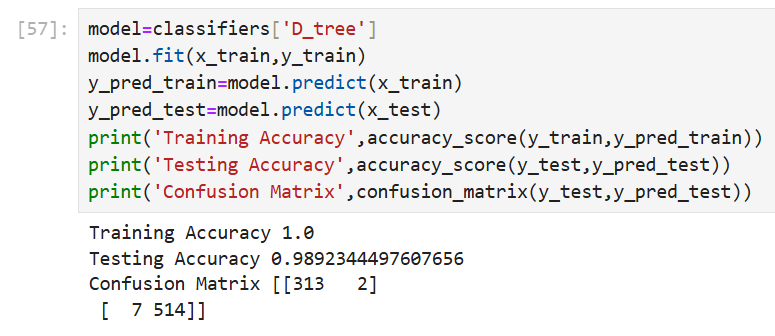 [57]: model=classifiers['D_tree']
model.fit(x_train,y_train)
y_pred_train=model.predict(x_train)
y_pred_test=model.predict(x_test)
print('Training Accuracy',accuracy_score(y_train,y_pred_train))
print('Testing Accuracy',accuracy_score(y_test,y_pred_test))
print('Confusion Matrix',confusion_matrix(y_test,y_pred_test))
Training Accuracy 1.0
Testing Accuracy 0.9892344497607656
Confusion Matrix [[313   2]
 [  7 514]]